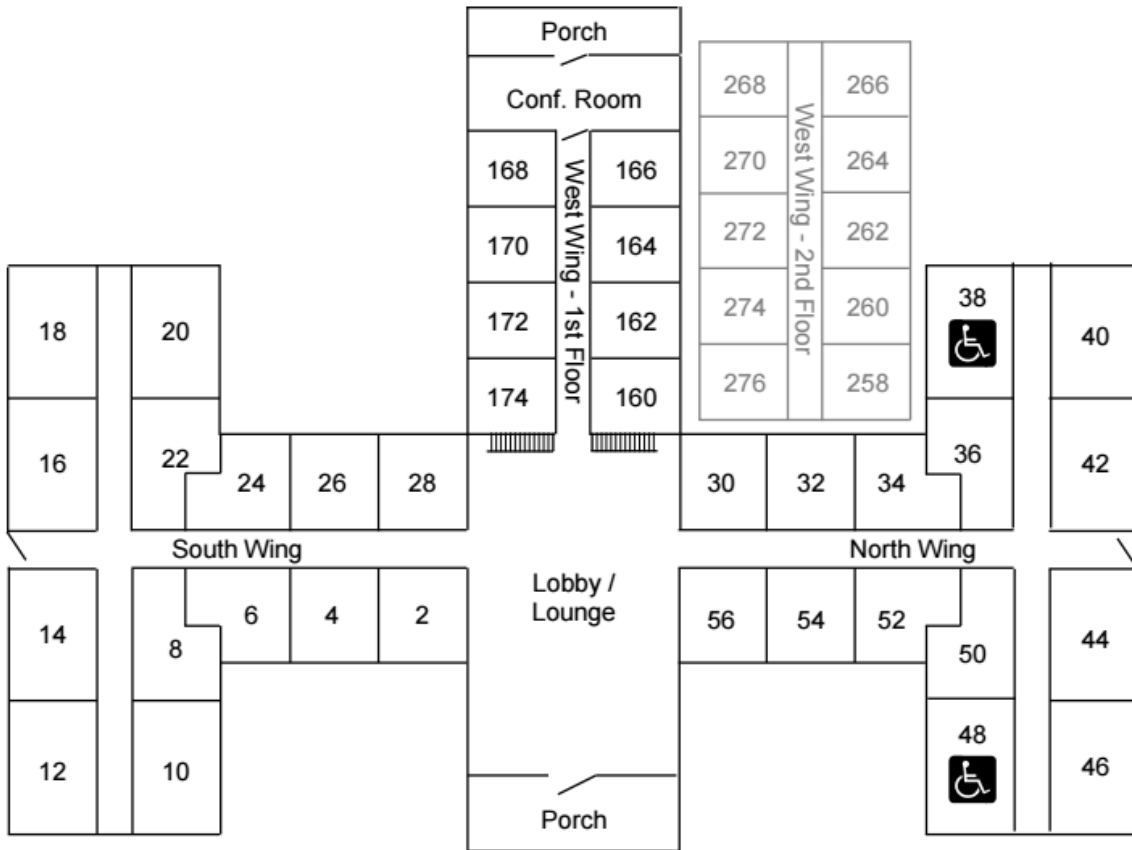 Porch
Conf. Room
168 166
170 164
172 162
174 160
West Wing - 1st Floor
268 266
270 264
272 262
274 260
276 258
West Wing - 2nd Floor
18 20
16 22
24 26 28
South Wing
14 8
6 4 2
12 10
38 40
36 42
30 32 34
North Wing
56 54 52
50 44
48 46
Lobby /
Lounge
Porch